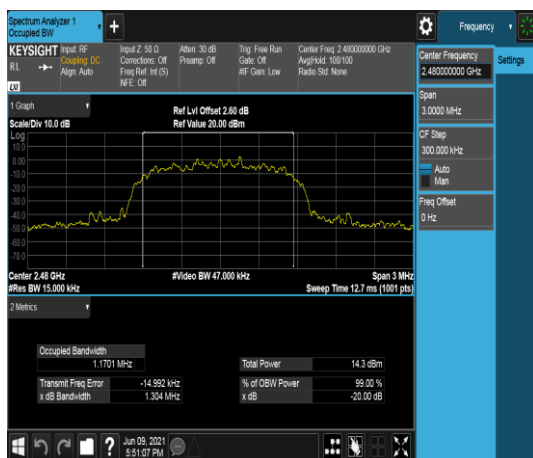 Spectrum Analyzer 1
Occupied BW
+
Frequency
KEYSIGHT Input: RF Input Z: 50 Ω Atten: 30 dB Trig: Free Run Center Freq: 2.480000000 GHz
RL Coupling: DC Corrections: Off Preamp: Off Gate: Off Avg|Hold: 100/100
Align: Auto Freq Ref: Int (S) #IF Gain: Low Radio Std: None
NFE: Off
LXI
Center Frequency
2.480000000 GHz
Settings
Span
3.0000 MHz
CF Step
300.000 kHz
Auto
Man
Freq Offset
0 Hz
1 Graph
Ref Lvl Offset 2.60 dB
Scale/Div 10.0 dB Ref Value 20.00 dBm
Log
10.0
0.00
-10.0
-20.0
-30.0
-40.0
-50.0
-60.0
-70.0
Center 2.48 GHz #Video BW 47.000 kHz Span 3 MHz
#Res BW 15.000 kHz Sweep Time 12.7 ms (1001 pts)
2 Metrics
Occupied Bandwidth
1.1701 MHz
Total Power 14.3 dBm
Transmit Freq Error -14.992 kHz % of OBW Power 99.00 %
x dB Bandwidth 1.304 MHz x dB -20.00 dB
? Jun 09, 2021
5:51:07 PM